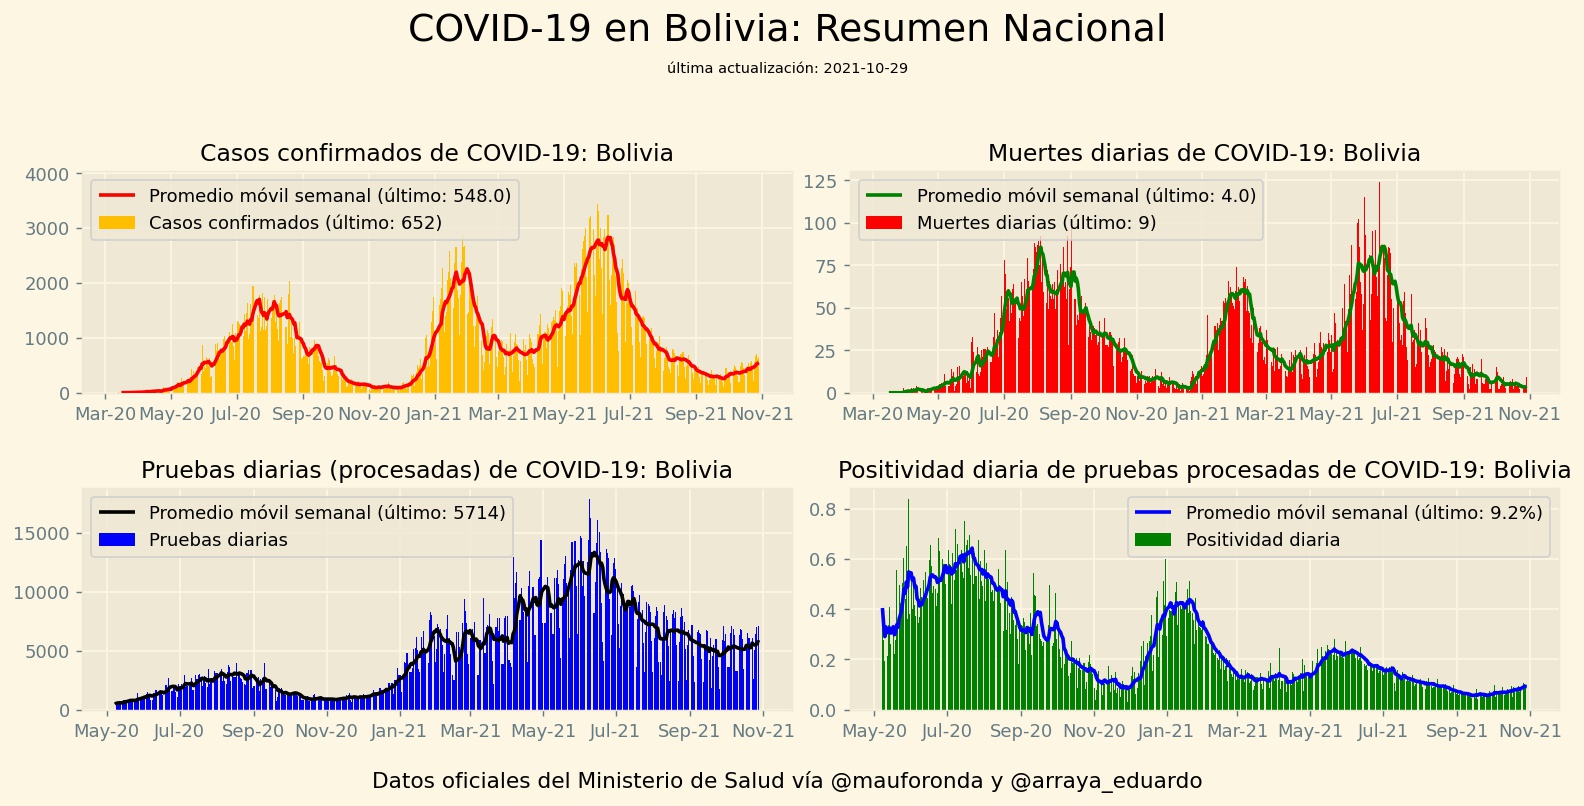 COVID-19 en Bolivia: Resumen Nacional
última actualización: 2021-10-29
Casos confirmados de COVID-19: Bolivia
4000
3000
2000
1000
0
Promedio móvil semanal (último: 548.0)
Casos confirmados (último: 652)
Mar-20 May-20 Jul-20 Sep-20 Nov-20 Jan-21 Mar-21 May-21 Jul-21 Sep-21 Nov-21
Muertes diarias de COVID-19: Bolivia
125
100
75
50
25
0
Promedio móvil semanal (último: 4.0)
Muertes diarias (último: 9)
Mar-20 May-20 Jul-20 Sep-20 Nov-20 Jan-21 Mar-21 May-21 Jul-21 Sep-21 Nov-21
Pruebas diarias (procesadas) de COVID-19: Bolivia
15000
10000
5000
0
Promedio móvil semanal (último: 5714)
Pruebas diarias
May-20 Jul-20 Sep-20 Nov-20 Jan-21 Mar-21 May-21 Jul-21 Sep-21 Nov-21
Positividad diaria de pruebas procesadas de COVID-19: Bolivia
0.8
0.6
0.4
0.2
0.0
Promedio móvil semanal (último: 9.2%)
Positividad diaria
May-20 Jul-20 Sep-20 Nov-20 Jan-21 Mar-21 May-21 Jul-21 Sep-21 Nov-21
Datos oficiales del Ministerio de Salud vía @mauforonda y @arraya_eduardo